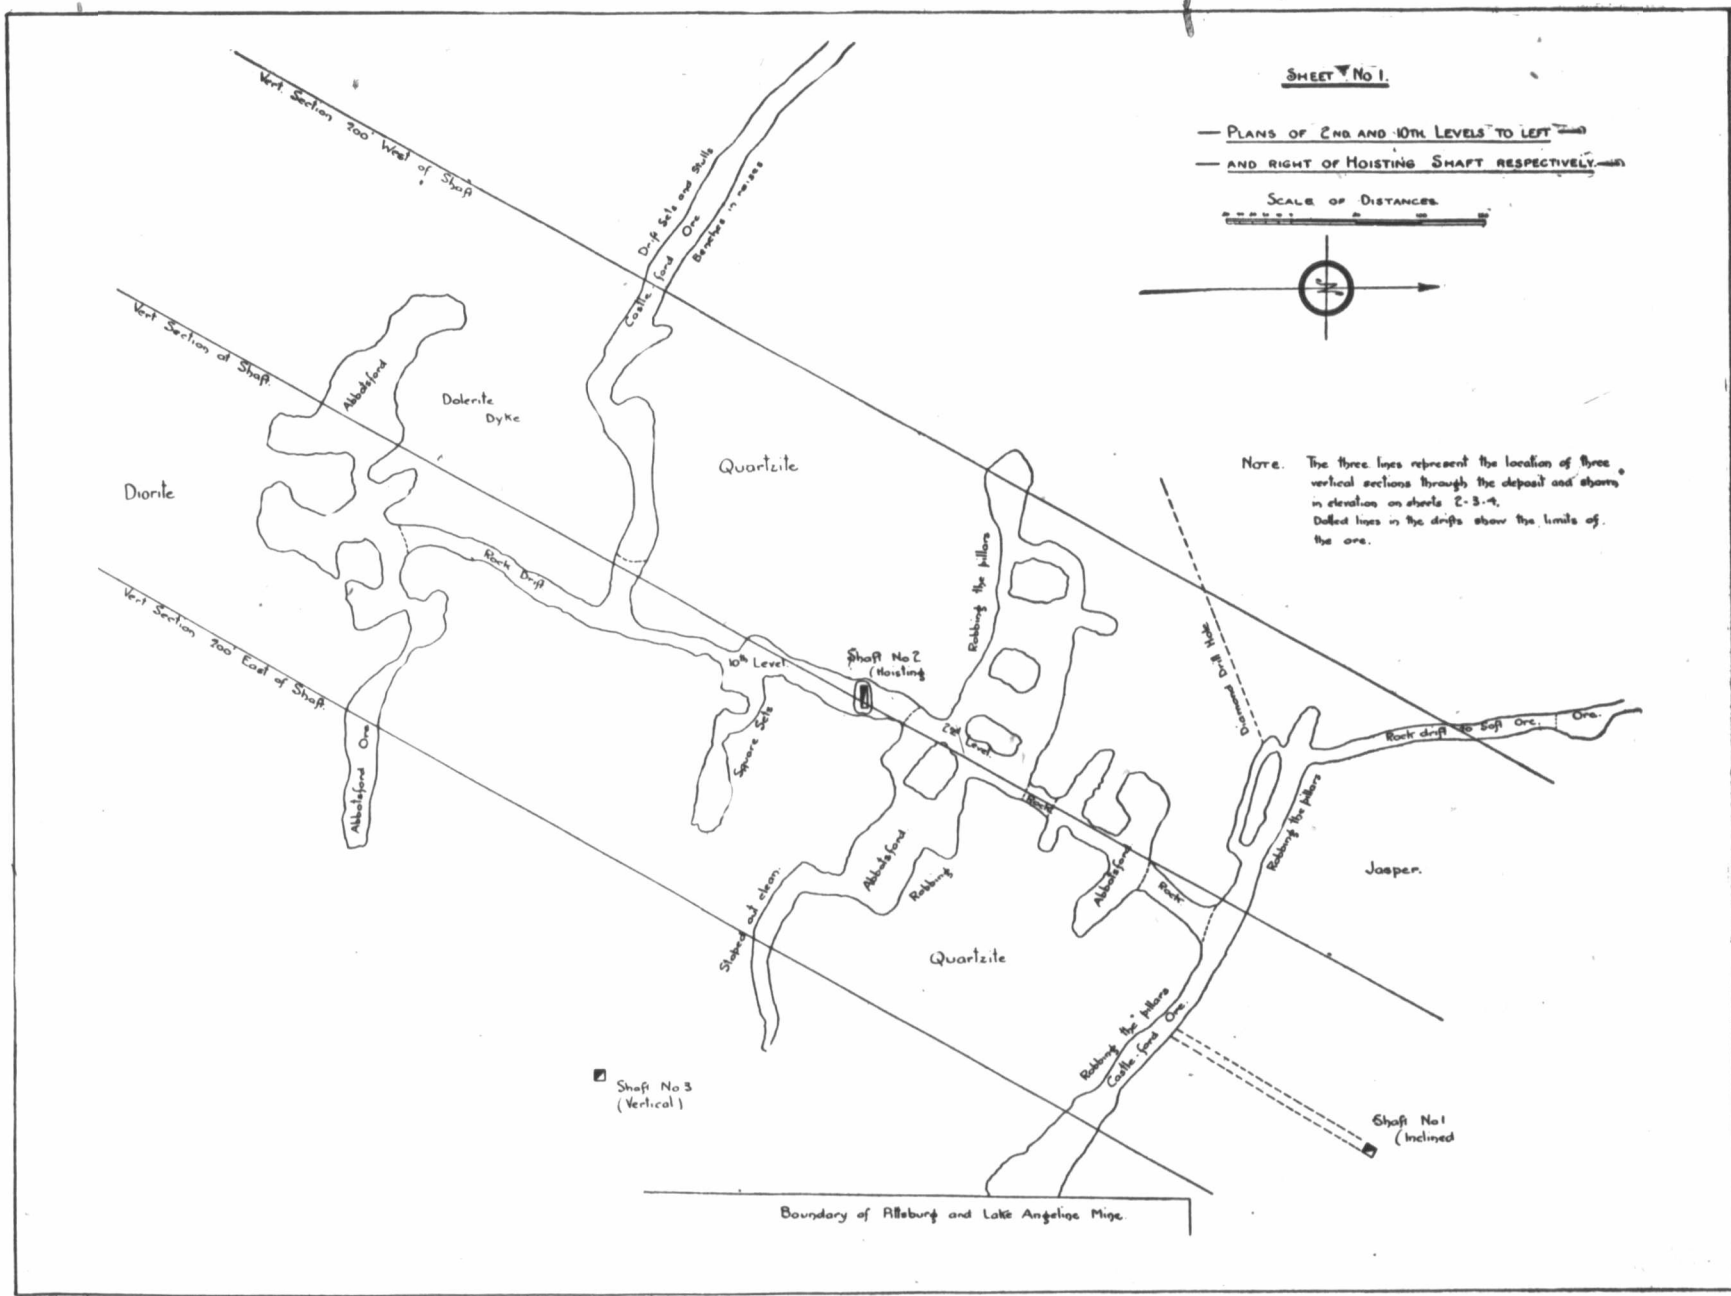 SHEET No 1.
PLANS OF 2ND AND 10TH LEVELS TO LEFT
AND RIGHT OF HOISTING SHAFT RESPECTIVELY.
SCALE OF DISTANCES
N
Note. The three lines represent the location of three
vertical sections through the deposit and shown
in elevation on sheets 2-3-4.
Dotted lines in the drifts show the limits of
the ore.
Vert. Section 200' West of Shaft
Vert Section at Shaft.
Vert Section 200' East of Shaft.
Drift Sets and Stulls
Castle-ford Ore
Benches in raises
Abbotsford
Dolerite
Dyke
Diorite
Quartzite
Rock Drift
Abbotsford Ore
10th Level.
Square Sets
Shaft No 2
(Hoisting
Robbing the pillars
2nd Level
Rock
Abbotsford
Robbing
Stoped out clean.
Abbotsford
Rock
Quartzite
Diamond Drill Hole
Rock drift to Soft Ore.
Ore.
Robbing the pillars
Jasper.
Robbing the pillars
Castle-ford Ore.
Shaft No 3
(Vertical)
Shaft No 1
(Inclined
Boundary of Pittsburg and Lake Angeline Mine.